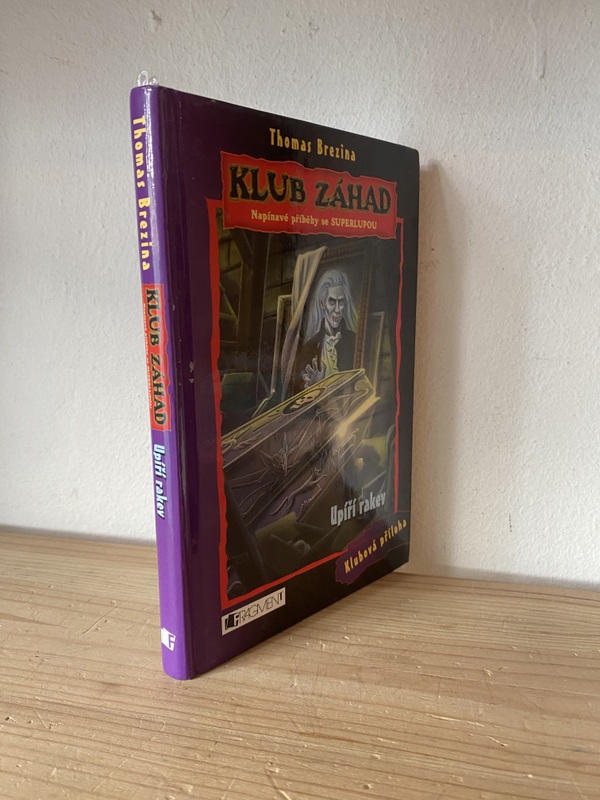 Thomas Brezina
KLUB ZÁHAD
Upíří rakev
F
Thomas Brezina
KLUB ZÁHAD
Napínavé příběhy se SUPERLUPOU
Upíří rakev
Klubová příloha
FRAGMENT